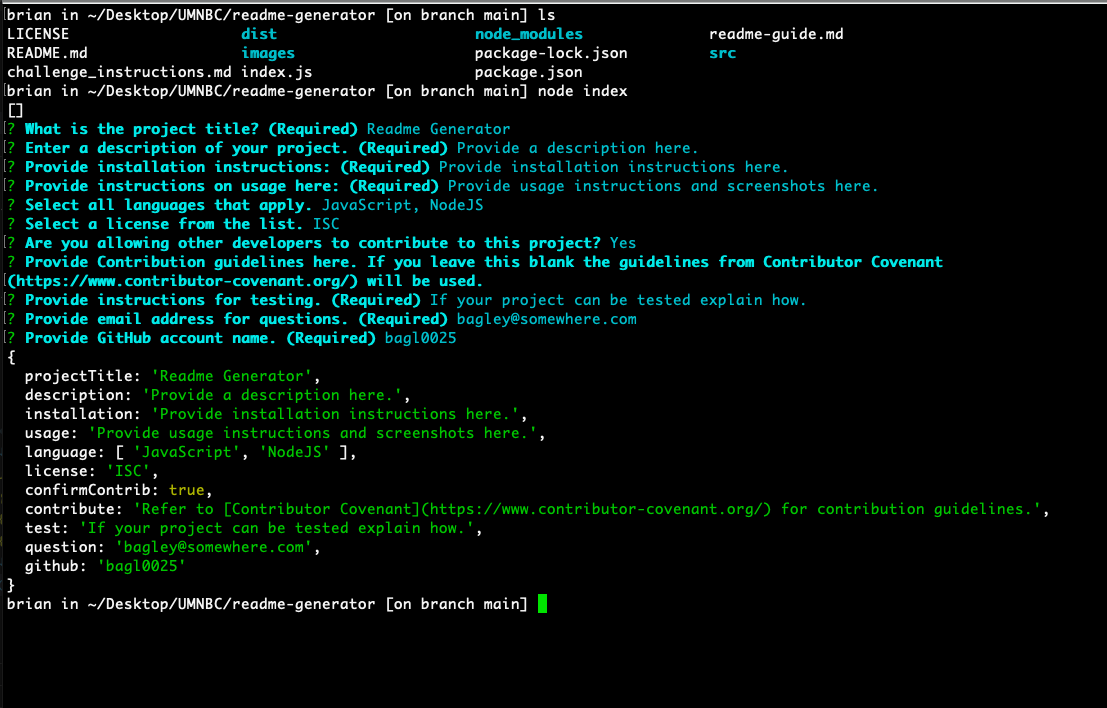 brian in ~/Desktop/UMNBC/readme-generator [on branch main] ls
LICENSE dist node_modules readme-guide.md
README.md images package-lock.json src
challenge_instructions.md index.js package.json
brian in ~/Desktop/UMNBC/readme-generator [on branch main] node index
[]
? What is the project title? (Required) Readme Generator
? Enter a description of your project. (Required) Provide a description here.
? Provide installation instructions: (Required) Provide installation instructions here.
? Provide instructions on usage here: (Required) Provide usage instructions and screenshots here.
? Select all languages that apply. JavaScript, NodeJS
? Select a license from the list. ISC
? Are you allowing other developers to contribute to this project? Yes
? Provide Contribution guidelines here. If you leave this blank the guidelines from Contributor Covenant
(https://www.contributor-covenant.org/) will be used.
? Provide instructions for testing. (Required) If your project can be tested explain how.
? Provide email address for questions. (Required) bagley@somewhere.com
? Provide GitHub account name. (Required) bagl0025
{
  projectTitle: 'Readme Generator',
  description: 'Provide a description here.',
  installation: 'Provide installation instructions here.',
  usage: 'Provide usage instructions and screenshots here.',
  language: [ 'JavaScript', 'NodeJS' ],
  license: 'ISC',
  confirmContrib: true,
  contribute: 'Refer to [Contributor Covenant](https://www.contributor-covenant.org/) for contribution guidelines.',
  test: 'If your project can be tested explain how.',
  question: 'bagley@somewhere.com',
  github: 'bagl0025'
}
brian in ~/Desktop/UMNBC/readme-generator [on branch main]